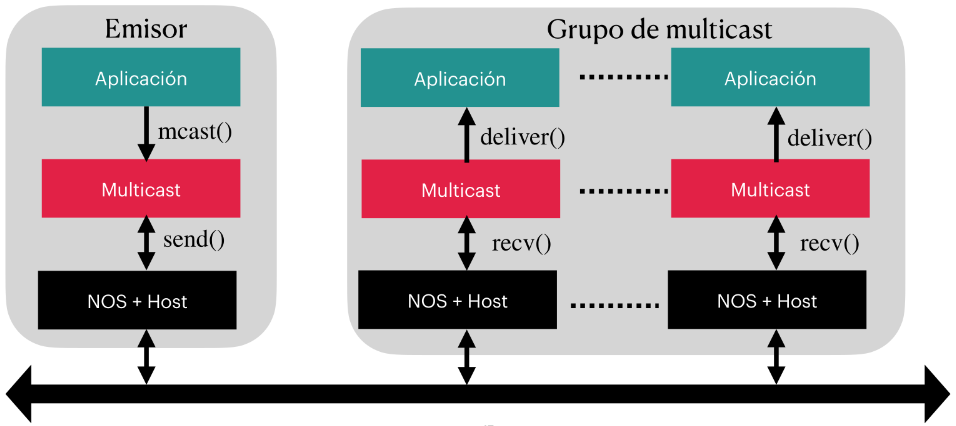 Emisor
Aplicación
mcast()
Multicast
send()
NOS + Host
Grupo de multicast
Aplicación
Aplicación
deliver()
deliver()
Multicast
Multicast
recv()
recv()
NOS + Host
NOS + Host